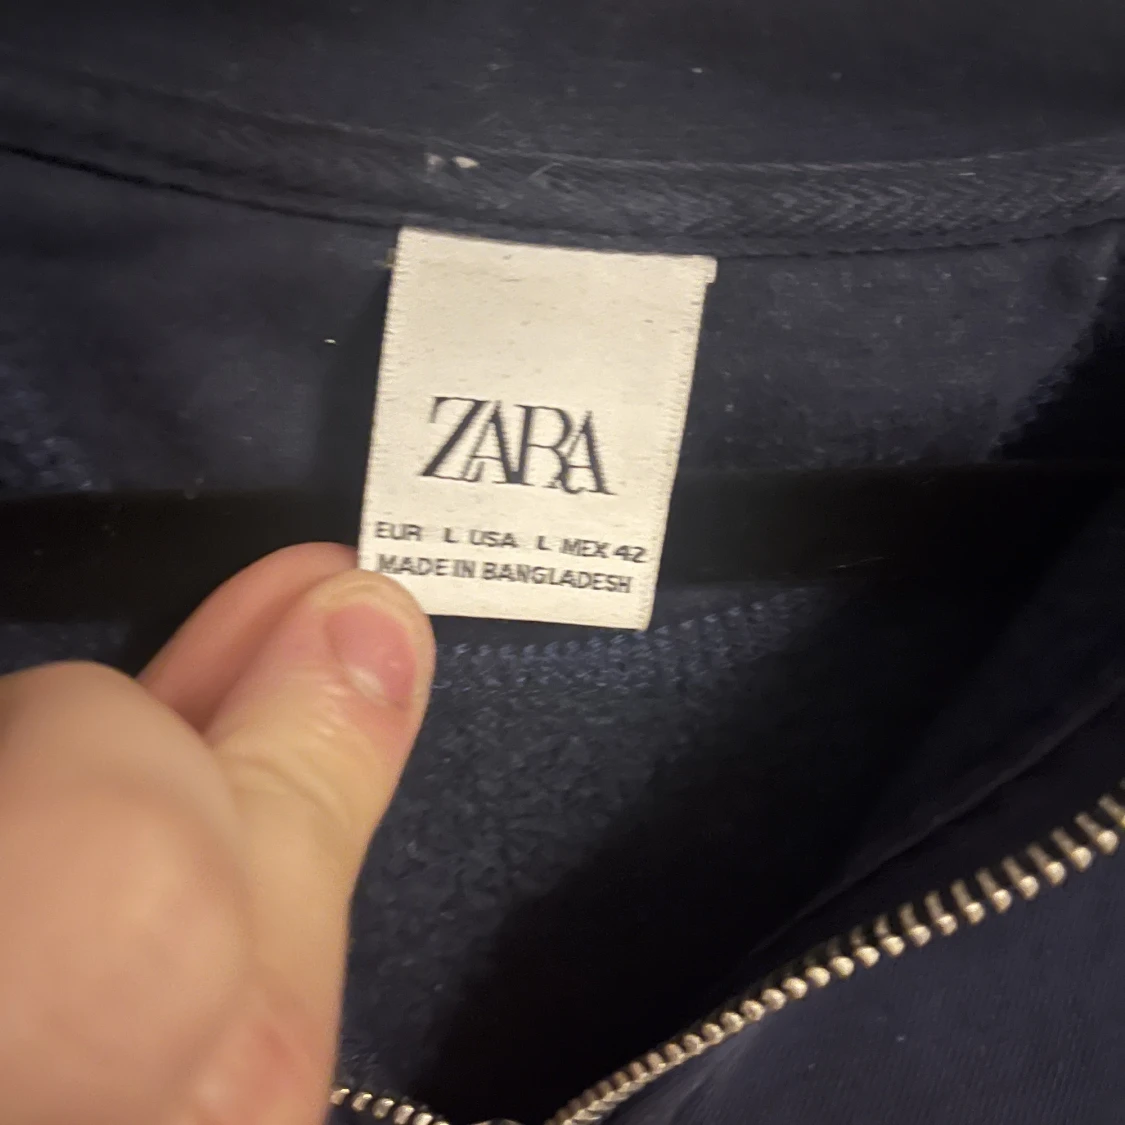 ZARA
EUR L USA L MEX 42
MADE IN BANGLADESH